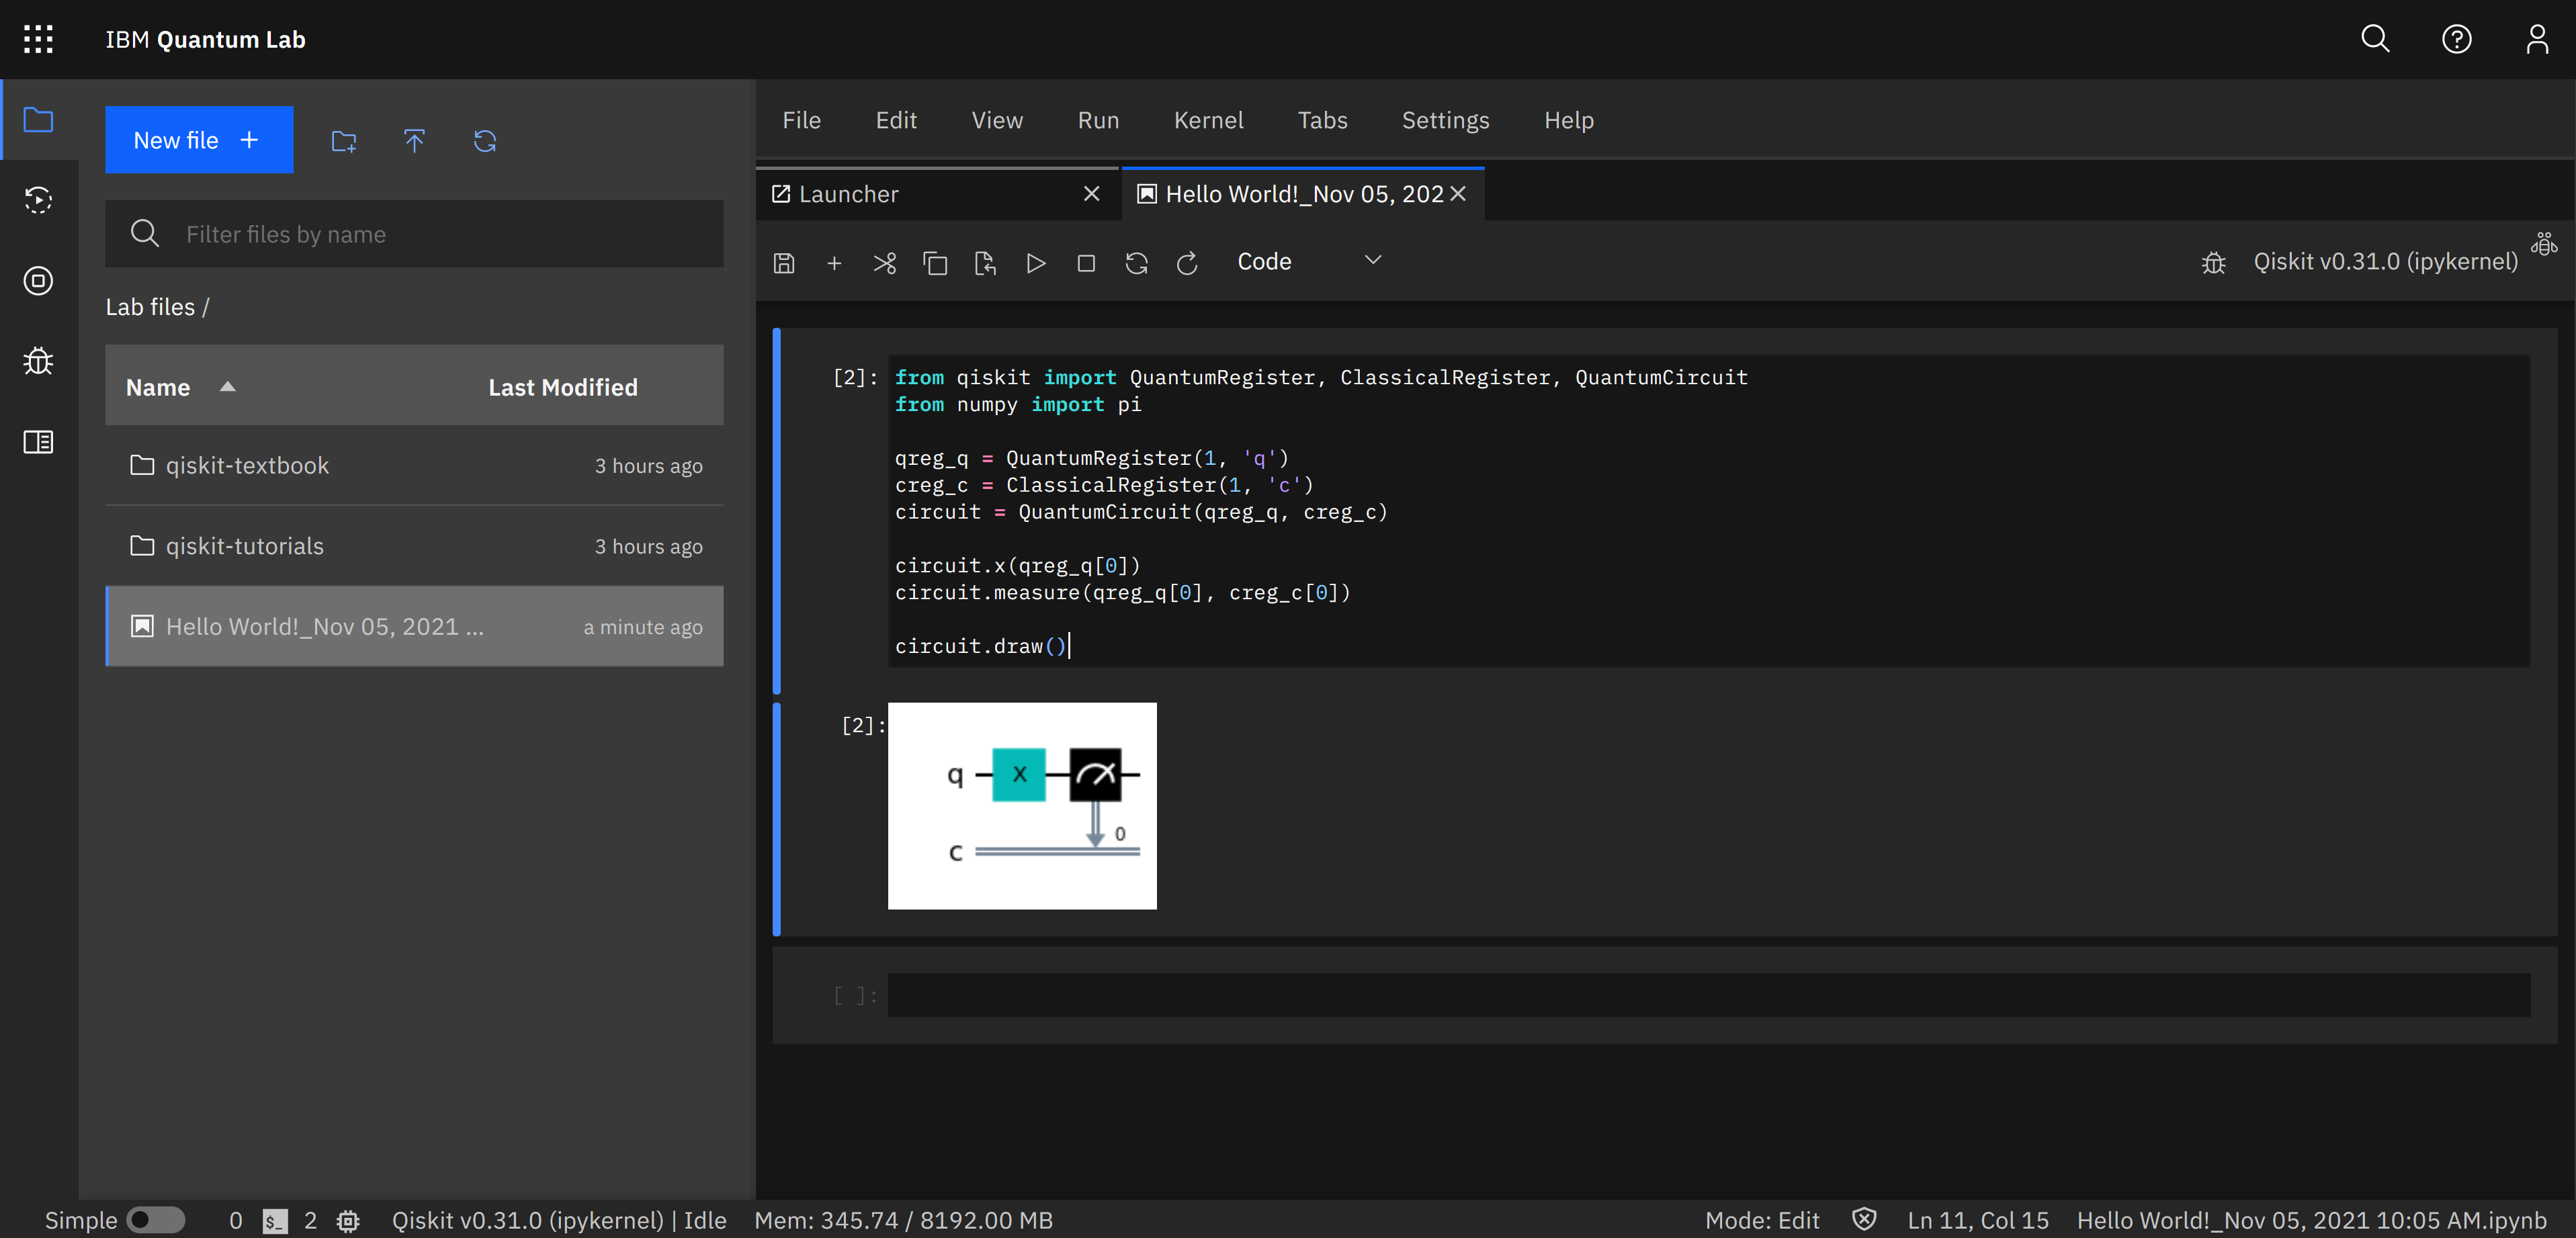 IBM Quantum Lab
New file +
Filter files by name
Lab files /
Name Last Modified
qiskit-textbook 3 hours ago
qiskit-tutorials 3 hours ago
Hello World!_Nov 05, 2021 ... a minute ago
File Edit View Run Kernel Tabs Settings Help
Launcher Hello World!_Nov 05, 202
Code Qiskit v0.31.0 (ipykernel)
[2]: from qiskit import QuantumRegister, ClassicalRegister, QuantumCircuit
from numpy import pi
qreg_q = QuantumRegister(1, 'q')
creg_c = ClassicalRegister(1, 'c')
circuit = QuantumCircuit(qreg_q, creg_c)
circuit.x(qreg_q[0])
circuit.measure(qreg_q[0], creg_c[0])
circuit.draw()
[2]:
q X
0
c
[ ]:
Simple 0 $_ 2 Qiskit v0.31.0 (ipykernel) | Idle Mem: 345.74 / 8192.00 MB Mode: Edit Ln 11, Col 15 Hello World!_Nov 05, 2021 10:05 AM.ipynb